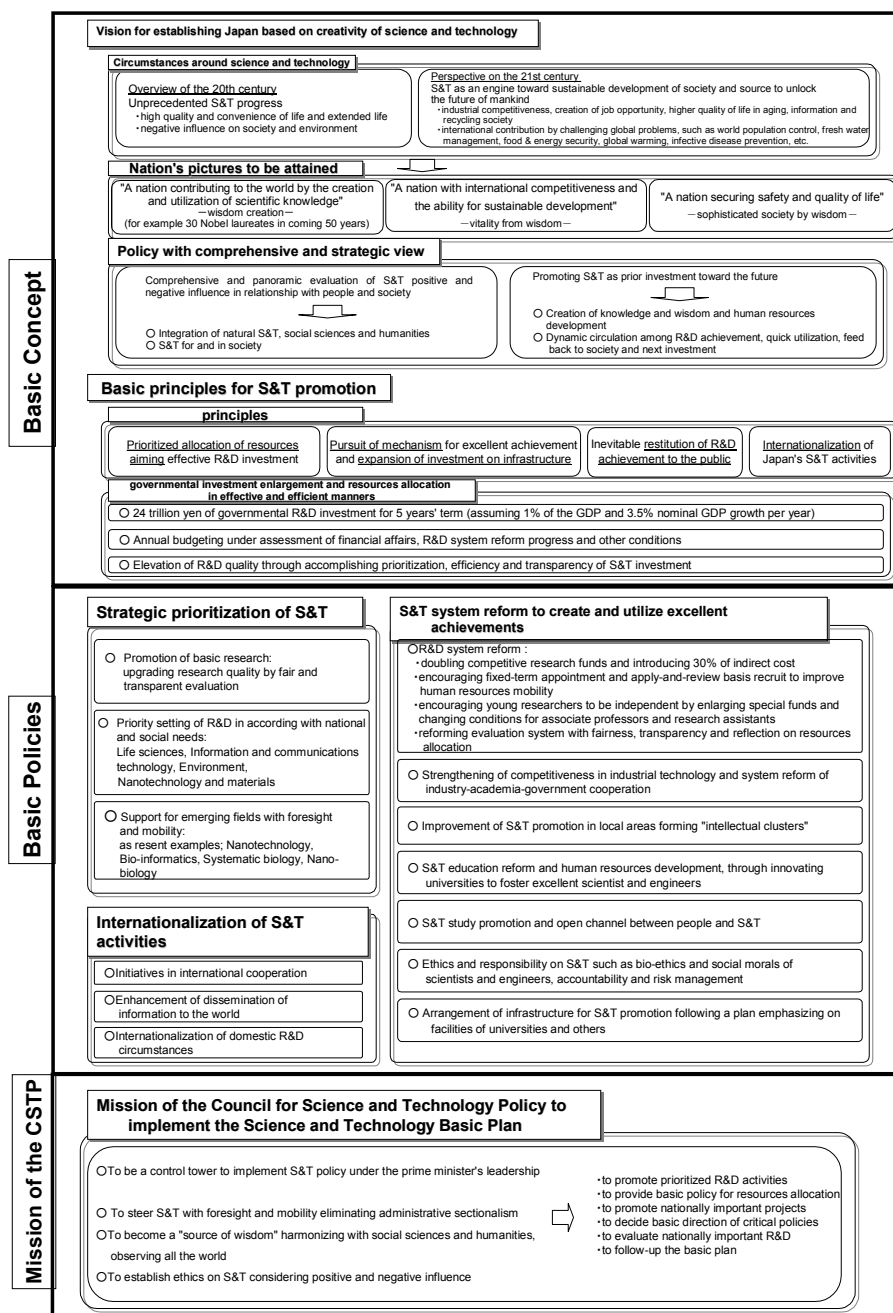 Basic Concept
Vision for establishing Japan based on creativity of science and technology
Circumstances around science and technology
Overview of the 20th century
Unprecedented S&T progress
・high quality and convenience of life and extended life
・negative influence on society and environment
Perspective on the 21st century
S&T as an engine toward sustainable development of society and source to unlock
the future of mankind
・industrial competitiveness, creation of job opportunity, higher quality of life in aging, information and
recycling society
・international contribution by challenging global problems, such as world population control, fresh water
management, food & energy security, global warming, infective disease prevention, etc.
Nation's pictures to be attained
"A nation contributing to the world by the creation
and utilization of scientific knowledge"
－wisdom creation－
(for example 30 Nobel laureates in coming 50 years)
"A nation with international competitiveness and
the ability for sustainable development"
－vitality from wisdom－
"A nation securing safety and quality of life"
－sophisticated society by wisdom－
Policy with comprehensive and strategic view
Comprehensive and panoramic evaluation of S&T positive and
negative influence in relationship with people and society
○ Integration of natural S&T, social sciences and humanities
○ S&T for and in society
Promoting S&T as prior investment toward the future
○ Creation of knowledge and wisdom and human resources
development
○ Dynamic circulation among R&D achievement, quick utilization, feed
back to society and next investment
Basic principles for S&T promotion
principles
Prioritized allocation of resources
aiming effective R&D investment
Pursuit of mechanism for excellent achievement
and expansion of investment on infrastructure
Inevitable restitution of R&D
achievement to the public
Internationalization of
Japan's S&T activities
governmental investment enlargement and resources allocation
in effective and efficient manners
○ 24 trillion yen of governmental R&D investment for 5 years' term (assuming 1% of the GDP and 3.5% nominal GDP growth per year)
○ Annual budgeting under assessment of financial affairs, R&D system reform progress and other conditions
○ Elevation of R&D quality through accomplishing prioritization, efficiency and transparency of S&T investment
Basic Policies
Strategic prioritization of S&T
○ Promotion of basic research:
upgrading research quality by fair and
transparent evaluation
○ Priority setting of R&D in according with national
and social needs:
Life sciences, Information and communications
technology, Environment,
Nanotechnology and materials
○ Support for emerging fields with foresight
and mobility:
as resent examples; Nanotechnology,
Bio-informatics, Systematic biology, Nano-
biology
Internationalization of S&T
activities
○Initiatives in international cooperation
○Enhancement of dissemination of
information to the world
○Internationalization of domestic R&D
circumstances
S&T system reform to create and utilize excellent
achievements
○R&D system reform :
・doubling competitive research funds and introducing 30% of indirect cost
・encouraging fixed-term appointment and apply-and-review basis recruit to improve
human resources mobility
・encouraging young researchers to be independent by enlarging special funds and
changing conditions for associate professors and research assistants
・reforming evaluation system with fairness, transparency and reflection on resources
allocation
○ Strengthening of competitiveness in industrial technology and system reform of
industry-academia-government cooperation
○ Improvement of S&T promotion in local areas forming "intellectual clusters"
○ S&T education reform and human resources development, through innovating
universities to foster excellent scientist and engineers
○ S&T study promotion and open channel between people and S&T
○ Ethics and responsibility on S&T such as bio-ethics and social morals of
scientists and engineers, accountability and risk management
○ Arrangement of infrastructure for S&T promotion following a plan emphasizing on
facilities of universities and others
Mission of the CSTP
Mission of the Council for Science and Technology Policy to
implement the Science and Technology Basic Plan
○To be a control tower to implement S&T policy under the prime minister's leadership
○ To steer S&T with foresight and mobility eliminating administrative sectionalism
○To become a "source of wisdom" harmonizing with social sciences and humanities,
observing all the world
○To establish ethics on S&T considering positive and negative influence
・to promote prioritized R&D activities
・to provide basic policy for resources allocation
・to promote nationally important projects
・to decide basic direction of critical policies
・to evaluate nationally important R&D
・to follow-up the basic plan